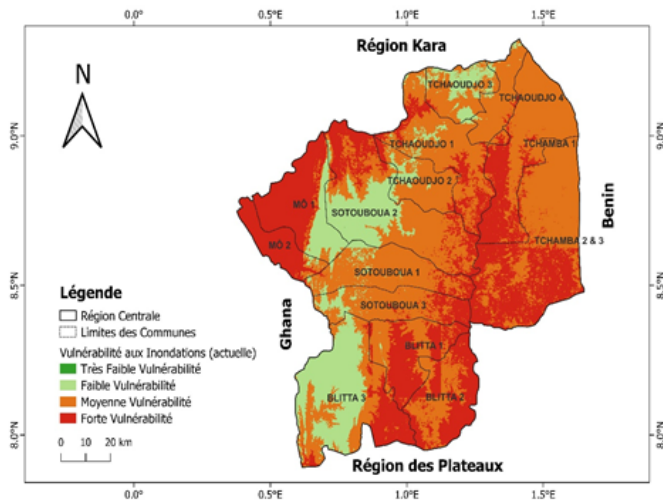 0.0° 0.5°E 1.0°E 1.5°E
Région Kara
N
TCHAOUDJO 3
TCHAOUDJO 4
9.0°N 9.0°N
TCHAOUDJO 1 TCHAMBA 1
TCHAOUDJO 2
MÔ 1 SOTOUBOUA 2
Benin
MÔ 2 TCHAMBA 2 & 3
SOTOUBOUA 1
8.5°N 8.5°N
Légende
SOTOUBOUA 3
Région Centrale
Ghana
Limites des Communes
BLITTA 1
Vulnérabilité aux Inondations (actuelle)
Très Faible Vulnérabilité
Faible Vulnérabilité
BLITTA 3 BLITTA 2
Moyenne Vulnérabilité
Forte Vulnérabilité
8.0°N 8.0°N
0 10 20 km
Région des Plateaux
0.0° 0.5°E 1.0°E 1.5°E